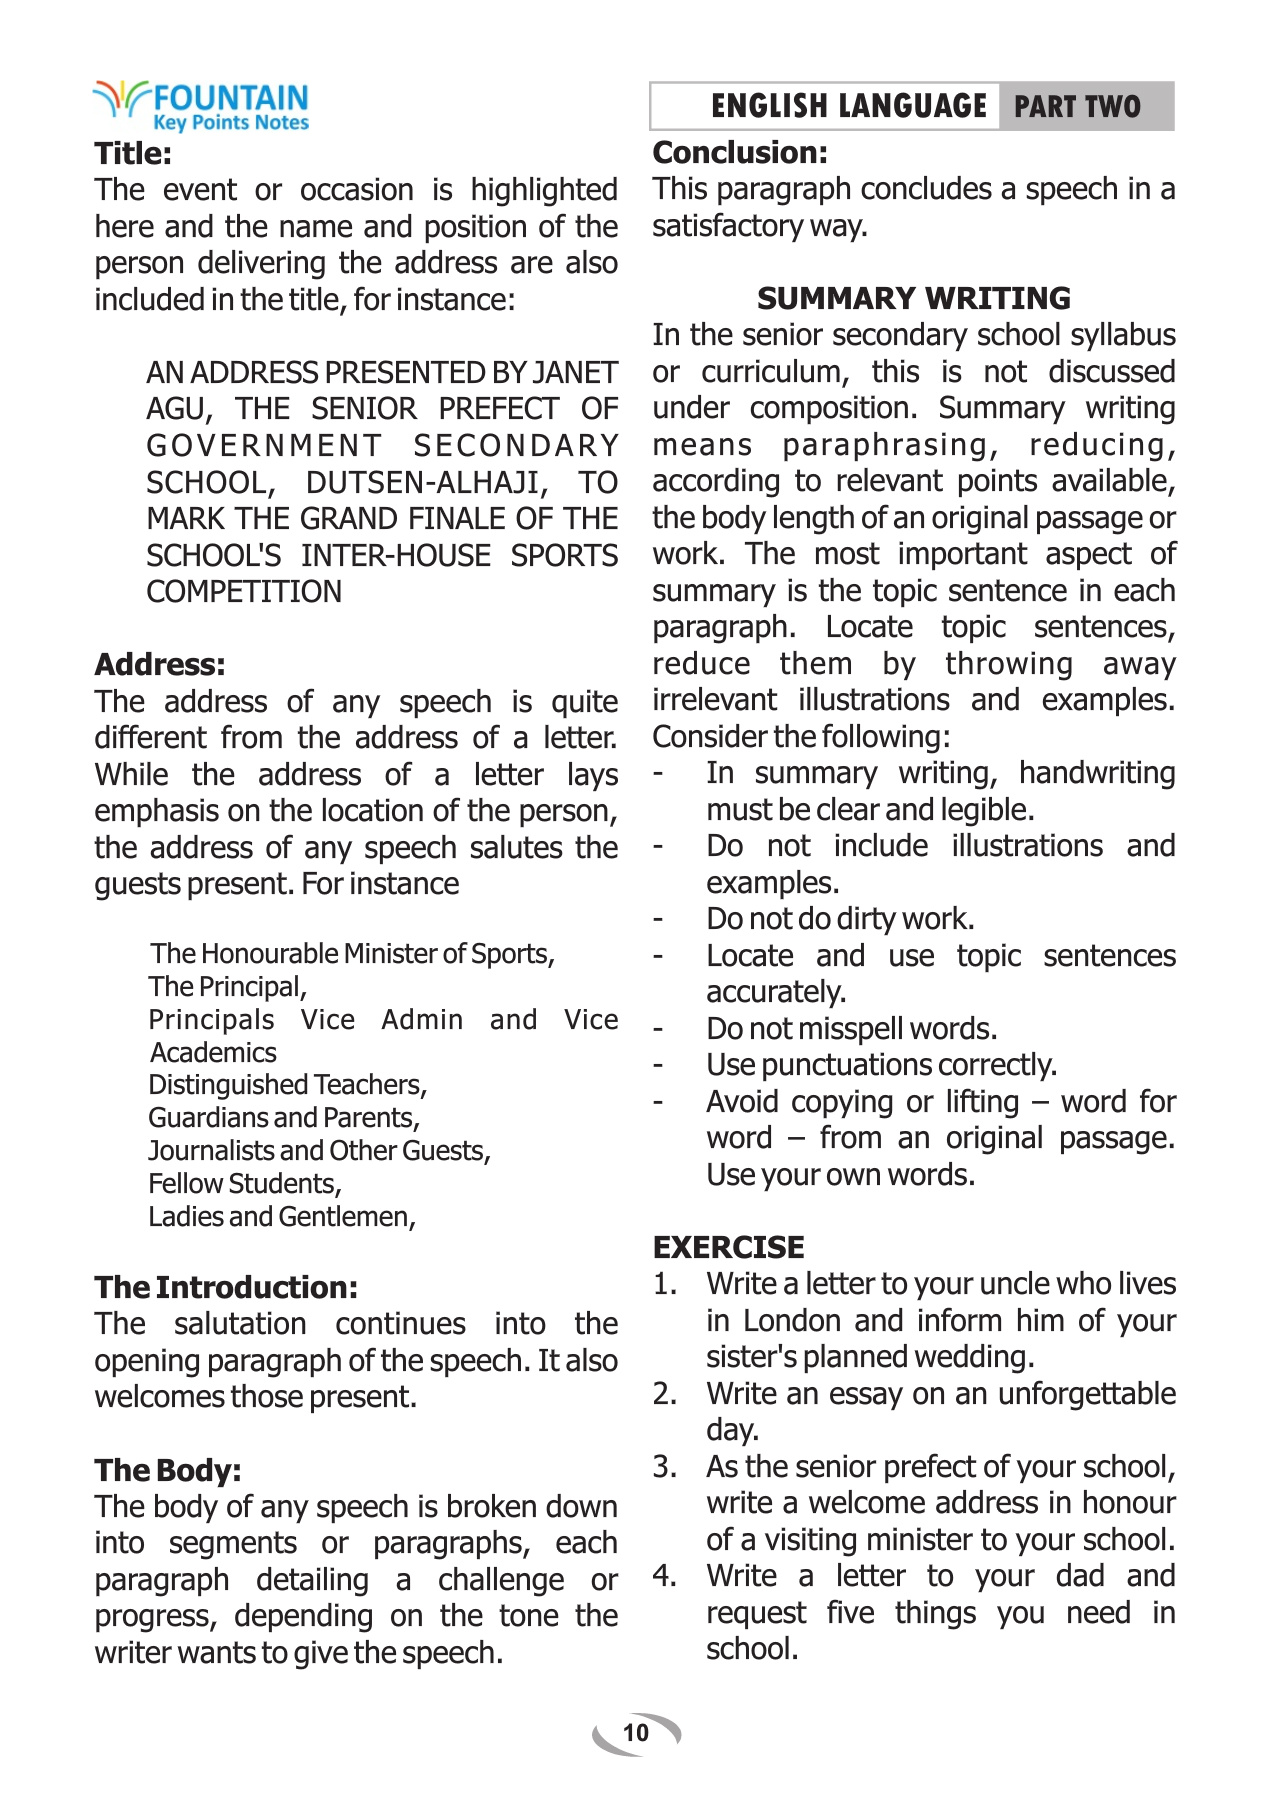 FOUNTAIN
Key Points Notes
ENGLISH LANGUAGE PART TWO
Title:
The event or occasion is highlighted
here and the name and position of the
person delivering the address are also
included in the title, for instance:
AN ADDRESS PRESENTED BY JANET
AGU, THE SENIOR PREFECT OF
GOVERNMENT SECONDARY
SCHOOL, DUTSEN-ALHAJI, TO
MARK THE GRAND FINALE OF THE
SCHOOL'S INTER-HOUSE SPORTS
COMPETITION
Address:
The address of any speech is quite
different from the address of a letter.
While the address of a letter lays
emphasis on the location of the person,
the address of any speech salutes the
guests present. For instance
The Honourable Minister of Sports,
The Principal,
Principals Vice Admin and Vice
Academics
Distinguished Teachers,
Guardians and Parents,
Journalists and Other Guests,
Fellow Students,
Ladies and Gentlemen,
The Introduction:
The salutation continues into the
opening paragraph of the speech. It also
welcomes those present.
The Body:
The body of any speech is broken down
into segments or paragraphs, each
paragraph detailing a challenge or
progress, depending on the tone the
writer wants to give the speech.
Conclusion:
This paragraph concludes a speech in a
satisfactory way.
SUMMARY WRITING
In the senior secondary school syllabus
or curriculum, this is not discussed
under composition. Summary writing
means paraphrasing, reducing,
according to relevant points available,
the body length of an original passage or
work. The most important aspect of
summary is the topic sentence in each
paragraph. Locate topic sentences,
reduce them by throwing away
irrelevant illustrations and examples.
Consider the following:
- In summary writing, handwriting
must be clear and legible.
- Do not include illustrations and
examples.
- Do not do dirty work.
- Locate and use topic sentences
accurately.
- Do not misspell words.
- Use punctuations correctly.
- Avoid copying or lifting – word for
word – from an original passage.
Use your own words.
EXERCISE
1. Write a letter to your uncle who lives
in London and inform him of your
sister's planned wedding.
2. Write an essay on an unforgettable
day.
3. As the senior prefect of your school,
write a welcome address in honour
of a visiting minister to your school.
4. Write a letter to your dad and
request five things you need in
school.
10